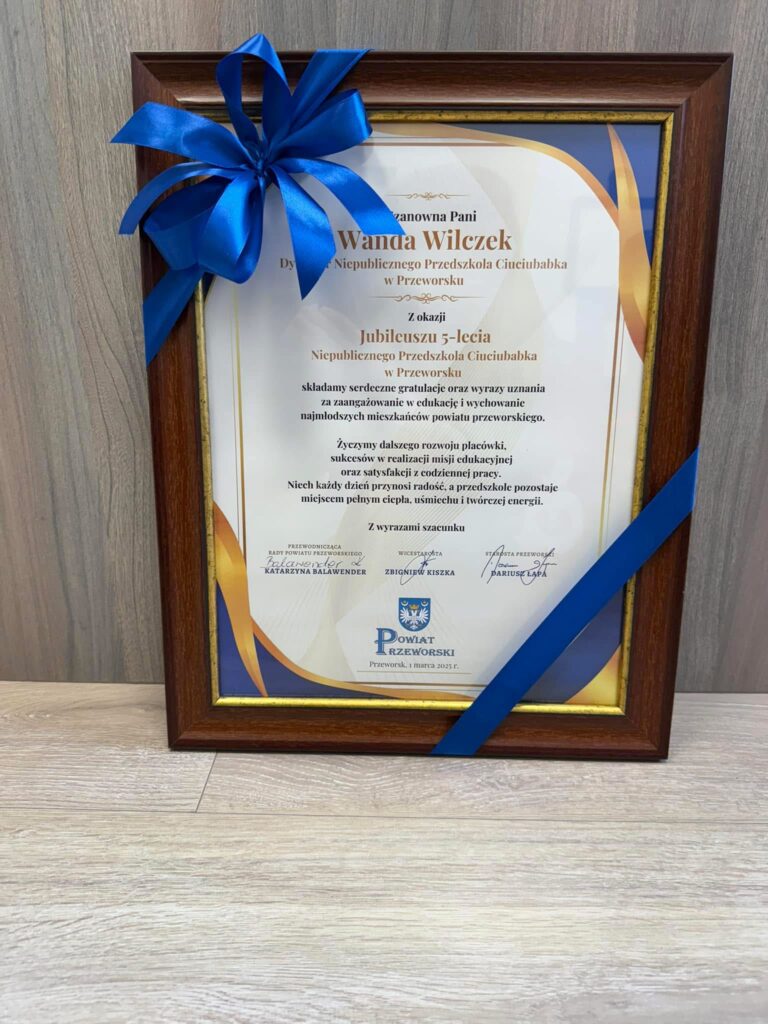 zanowna Pani
Wanda Wilczek
Niepublicznego Przedszkola Ciuciubabka
w Przeworsku
Z okazji
Jubileuszu 5-lecia
Niepublicznego Przedszkola Ciuciubabka
w Przeworsku
składamy serdeczne gratulacje oraz wyrazy uznania
za zaangażowanie w edukację i wychowanie
najmłodszych mieszkańców powiatu przeworskiego.
Życzymy dalszego rozwoju placówki,
sukcesów w realizacji misji edukacyjnej
oraz satysfakcji z codziennej pracy.
Niech każdy dzień przynosi radość, a przedszkole pozostaje
miejscem pełnym ciepła, uśmiechu i twórczej energii.
Z wyrazami szacunku
PRZEWODNICZĄCA
RADY POWIATU PRZEWORSKIEGO
Balawender
KATARZYNA BALAWENDER
WICESTAROSTA
ZBIGNIEW KISZKA
STAROSTA PRZEWORSKI
DARIUSZ ŁAPA
POWIAT
PRZEWORSKI
Przeworsk, 1 marca 2025 r.